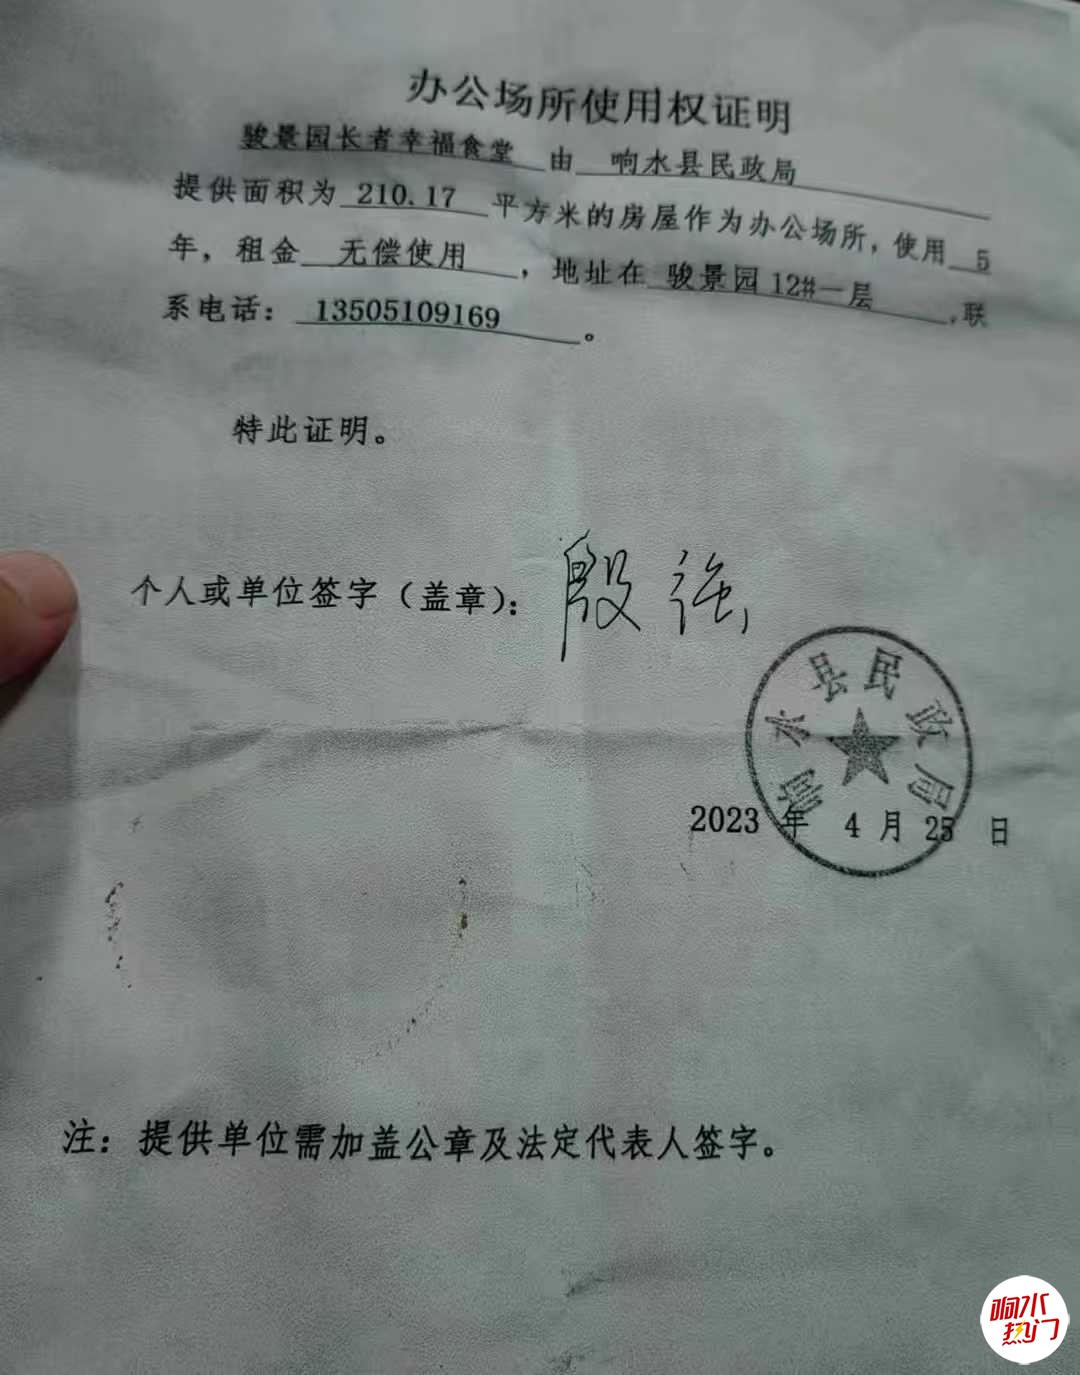 办公场所使用权证明
骏景园长者幸福食堂 由 响水县民政局
提供面积为 210.17 平方米的房屋作为办公场所，使用 5
年，租金 无偿使用 ，地址在 骏景园12#一层 ，联
系电话： 13505109169 。
特此证明。
个人或单位签字（盖章）： 殷强
响水县民政局
2023 年 4 月 25 日
注：提供单位需加盖公章及法定代表人签字。
响水
热门